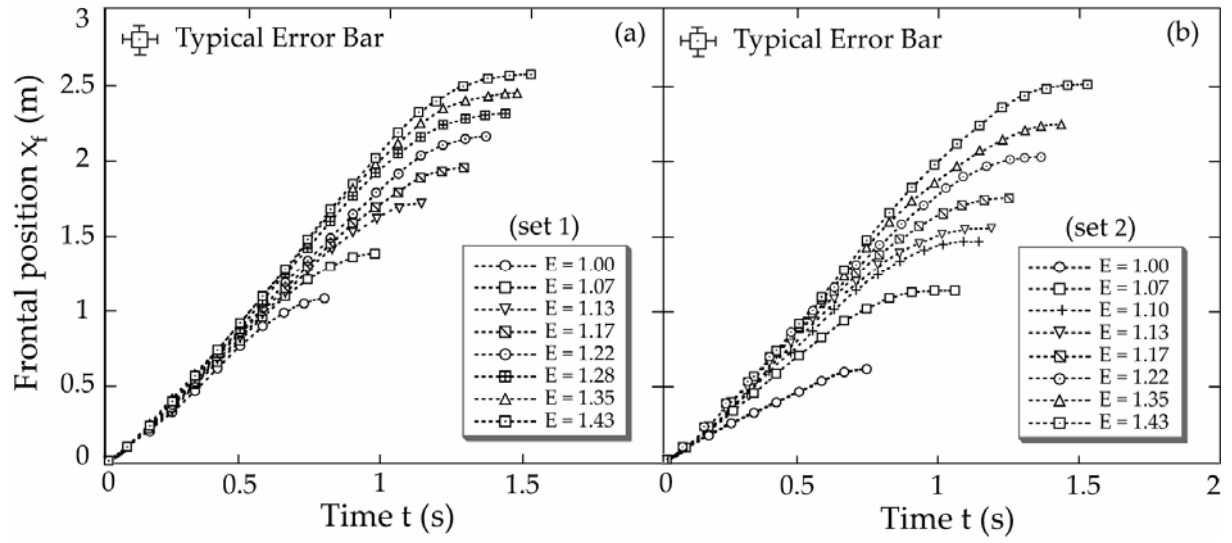 3
2.5
2
1.5
1
0.5
0
Frontal position x_f (m)
Typical Error Bar
(a)
(set 1)
E = 1.00
E = 1.07
E = 1.13
E = 1.17
E = 1.22
E = 1.28
E = 1.35
E = 1.43
0 0.5 1 1.5
Time t (s)
Typical Error Bar
(b)
(set 2)
E = 1.00
E = 1.07
E = 1.10
E = 1.13
E = 1.17
E = 1.22
E = 1.35
E = 1.43
0 0.5 1 1.5 2
Time t (s)